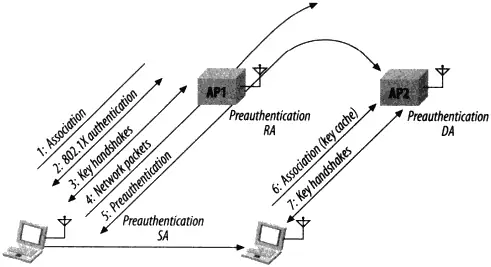 AP1
AP2
Preauthentication
RA
Preauthentication
DA
1: Association
2: 802.1X authentication
3: Key handshakes
4: Network packets
5: Preauthentication
6: Association (key cache)
7: Key handshakes
Preauthentication
SA